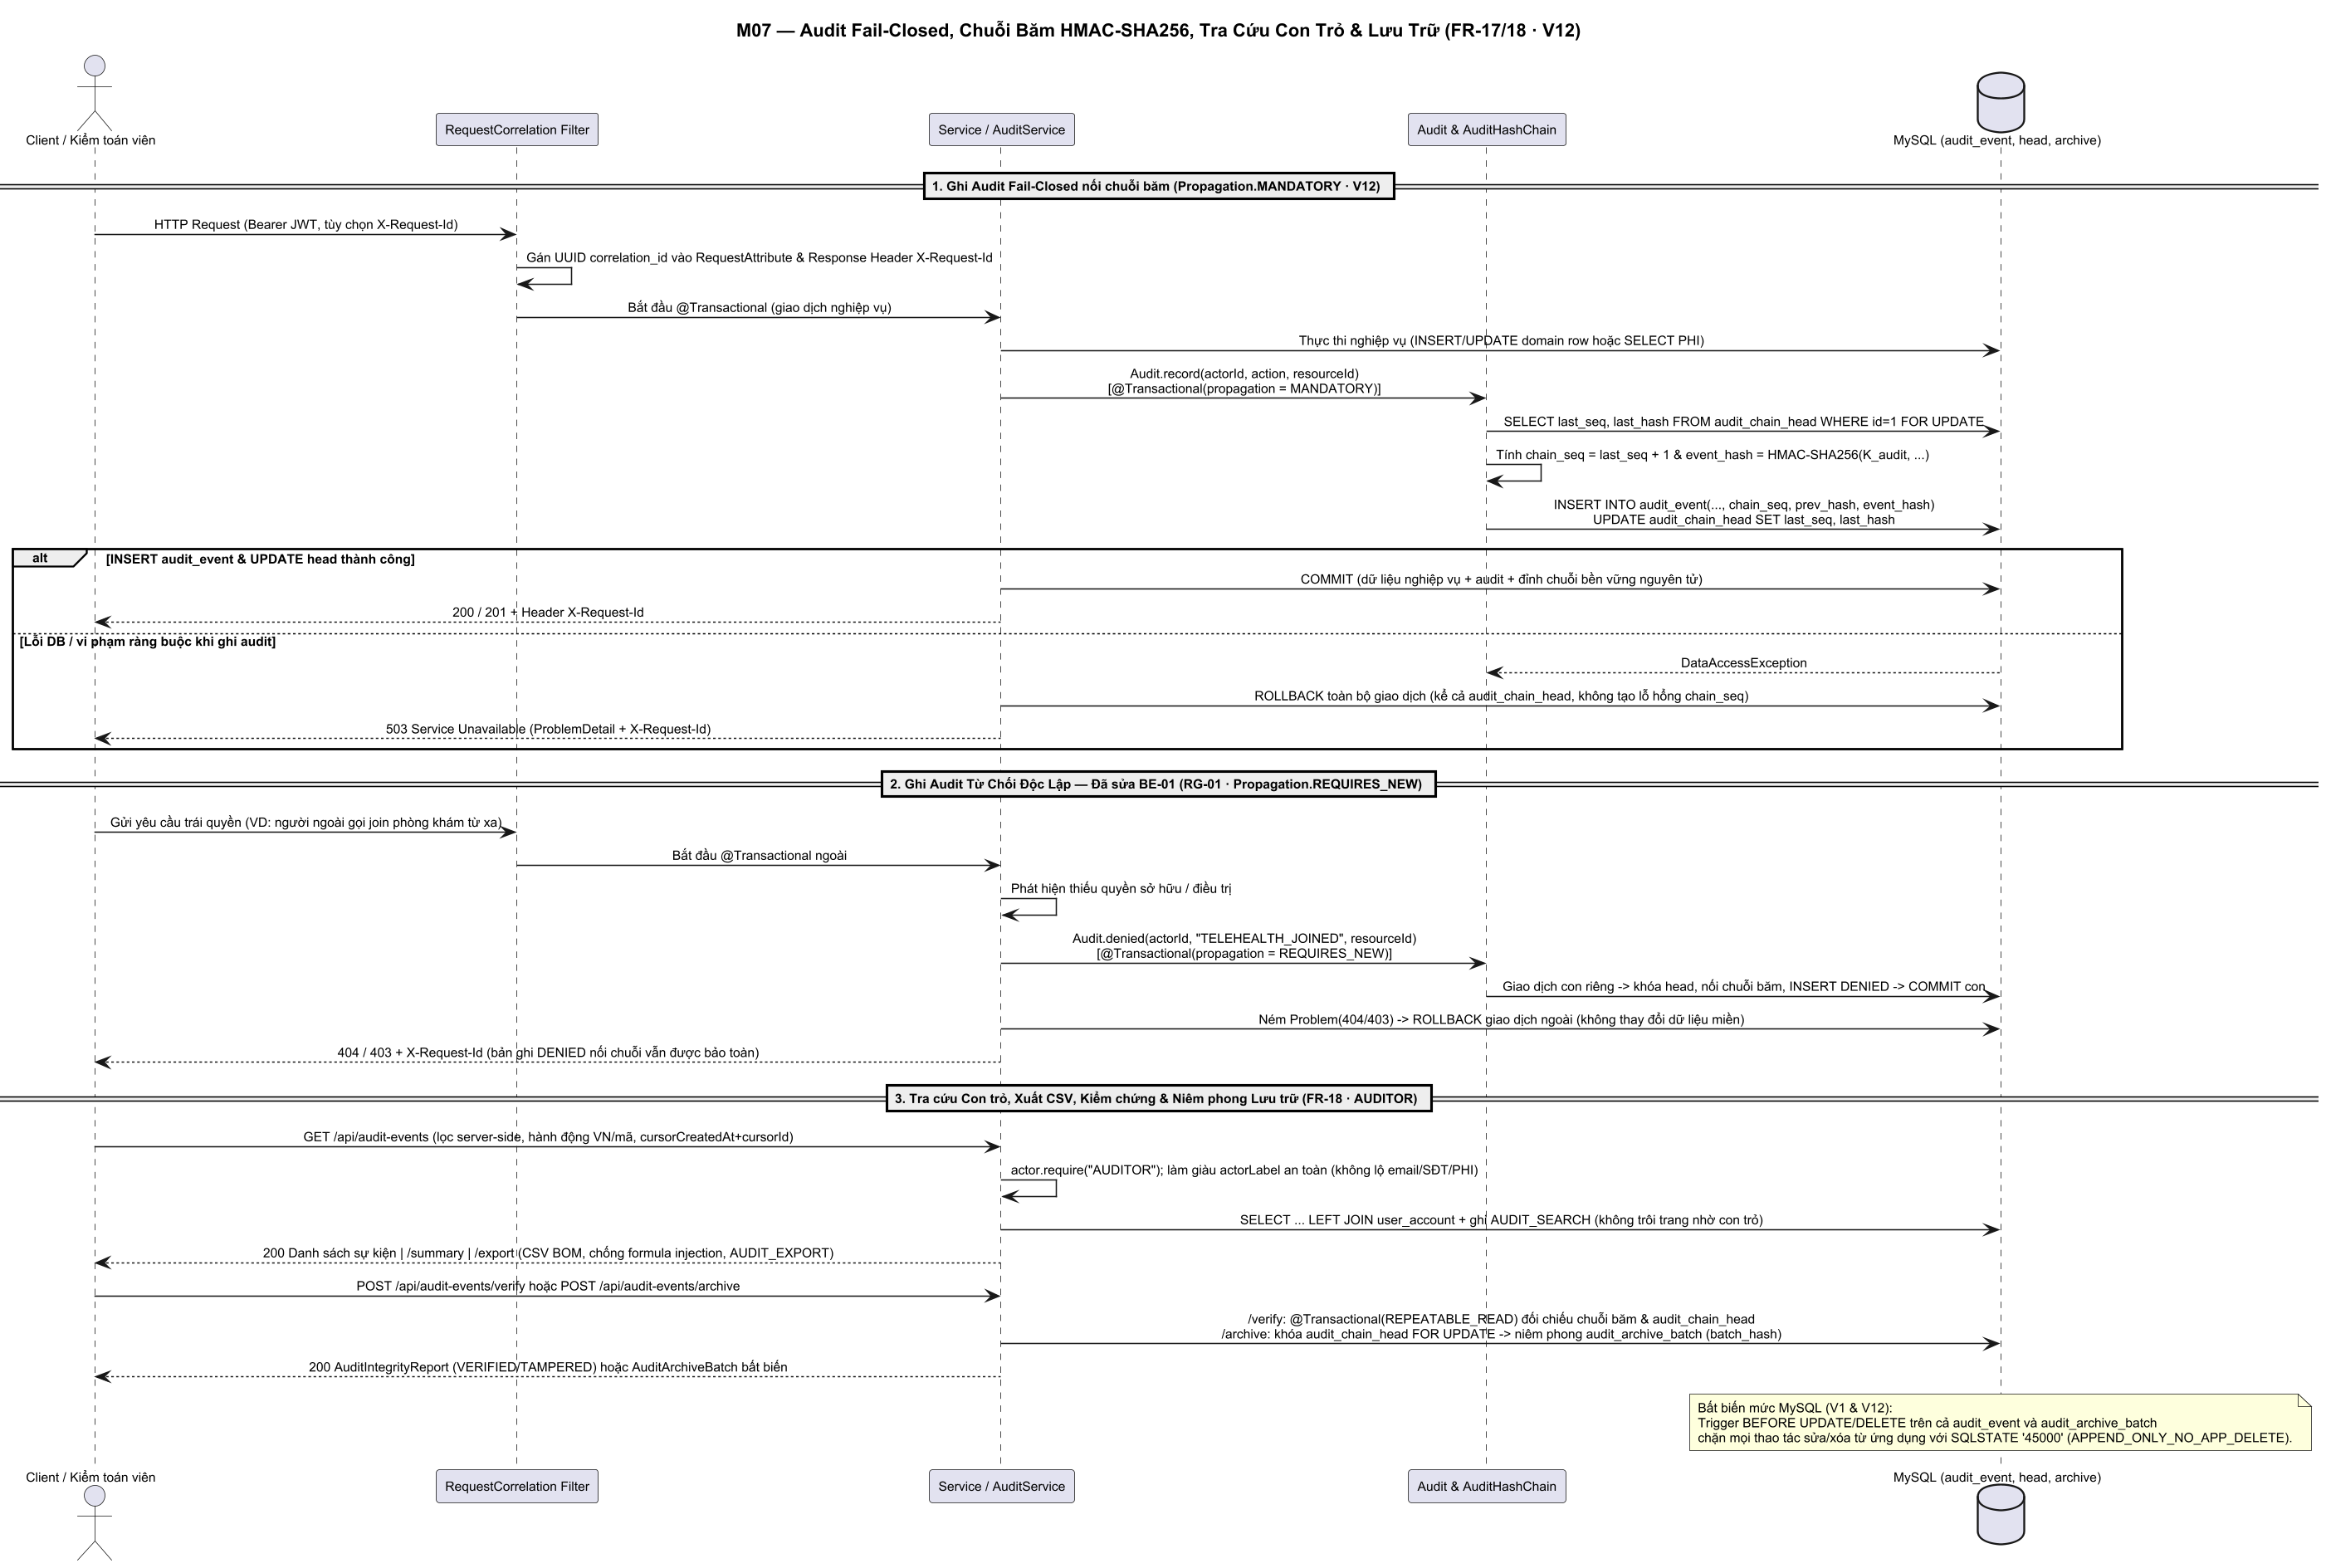 M07 — Audit Fail-Closed, Chuỗi Băm HMAC-SHA256, Tra Cứu Con Trỏ & Lưu Trữ (FR-17/18 · V12)
Client / Kiểm toán viên
RequestCorrelation Filter
Service / AuditService
Audit & AuditHashChain
MySQL (audit_event, head, archive)
1. Ghi Audit Fail-Closed nối chuỗi băm (Propagation.MANDATORY · V12)
HTTP Request (Bearer JWT, tùy chọn X-Request-Id)
Gán UUID correlation_id vào RequestAttribute & Response Header X-Request-Id
Bắt đầu @Transactional (giao dịch nghiệp vụ)
Thực thi nghiệp vụ (INSERT/UPDATE domain row hoặc SELECT PHI)
Audit.record(actorId, action, resourceId)
[@Transactional(propagation = MANDATORY)]
SELECT last_seq, last_hash FROM audit_chain_head WHERE id=1 FOR UPDATE
Tính chain_seq = last_seq + 1 & event_hash = HMAC-SHA256(K_audit, ...)
INSERT INTO audit_event(..., chain_seq, prev_hash, event_hash)
UPDATE audit_chain_head SET last_seq, last_hash
alt
[INSERT audit_event & UPDATE head thành công]
COMMIT (dữ liệu nghiệp vụ + audit + đỉnh chuỗi bền vững nguyên tử)
200 / 201 + Header X-Request-Id
[Lỗi DB / vi phạm ràng buộc khi ghi audit]
DataAccessException
ROLLBACK toàn bộ giao dịch (kể cả audit_chain_head, không tạo lỗ hổng chain_seq)
503 Service Unavailable (ProblemDetail + X-Request-Id)
2. Ghi Audit Từ Chối Độc Lập — Đã sửa BE-01 (RG-01 · Propagation.REQUIRES_NEW)
Gửi yêu cầu trái quyền (VD: người ngoài gọi join phòng khám từ xa)
Bắt đầu @Transactional ngoài
Phát hiện thiếu quyền sở hữu / điều trị
Audit.denied(actorId, "TELEHEALTH_JOINED", resourceId)
[@Transactional(propagation = REQUIRES_NEW)]
Giao dịch con riêng -> khóa head, nối chuỗi băm, INSERT DENIED -> COMMIT con
Ném Problem(404/403) -> ROLLBACK giao dịch ngoài (không thay đổi dữ liệu miền)
404 / 403 + X-Request-Id (bản ghi DENIED nối chuỗi vẫn được bảo toàn)
3. Tra cứu Con trỏ, Xuất CSV, Kiểm chứng & Niêm phong Lưu trữ (FR-18 · AUDITOR)
GET /api/audit-events (lọc server-side, hành động VN/mã, cursorCreatedAt+cursorId)
actor.require("AUDITOR"); làm giàu actorLabel an toàn (không lộ email/SĐT/PHI)
SELECT ... LEFT JOIN user_account + ghi AUDIT_SEARCH (không trôi trang nhờ con trỏ)
200 Danh sách sự kiện | /summary | /export (CSV BOM, chống formula injection, AUDIT_EXPORT)
POST /api/audit-events/verify hoặc POST /api/audit-events/archive
/verify: @Transactional(REPEATABLE_READ) đối chiếu chuỗi băm & audit_chain_head
/archive: khóa audit_chain_head FOR UPDATE -> niêm phong audit_archive_batch (batch_hash)
200 AuditIntegrityReport (VERIFIED/TAMPERED) hoặc AuditArchiveBatch bất biến
Bất biến mức MySQL (V1 & V12):
Trigger BEFORE UPDATE/DELETE trên cả audit_event và audit_archive_batch
chặn mọi thao tác sửa/xóa từ ứng dụng với SQLSTATE '45000' (APPEND_ONLY_NO_APP_DELETE).
Client / Kiểm toán viên
RequestCorrelation Filter
Service / AuditService
Audit & AuditHashChain
MySQL (audit_event, head, archive)